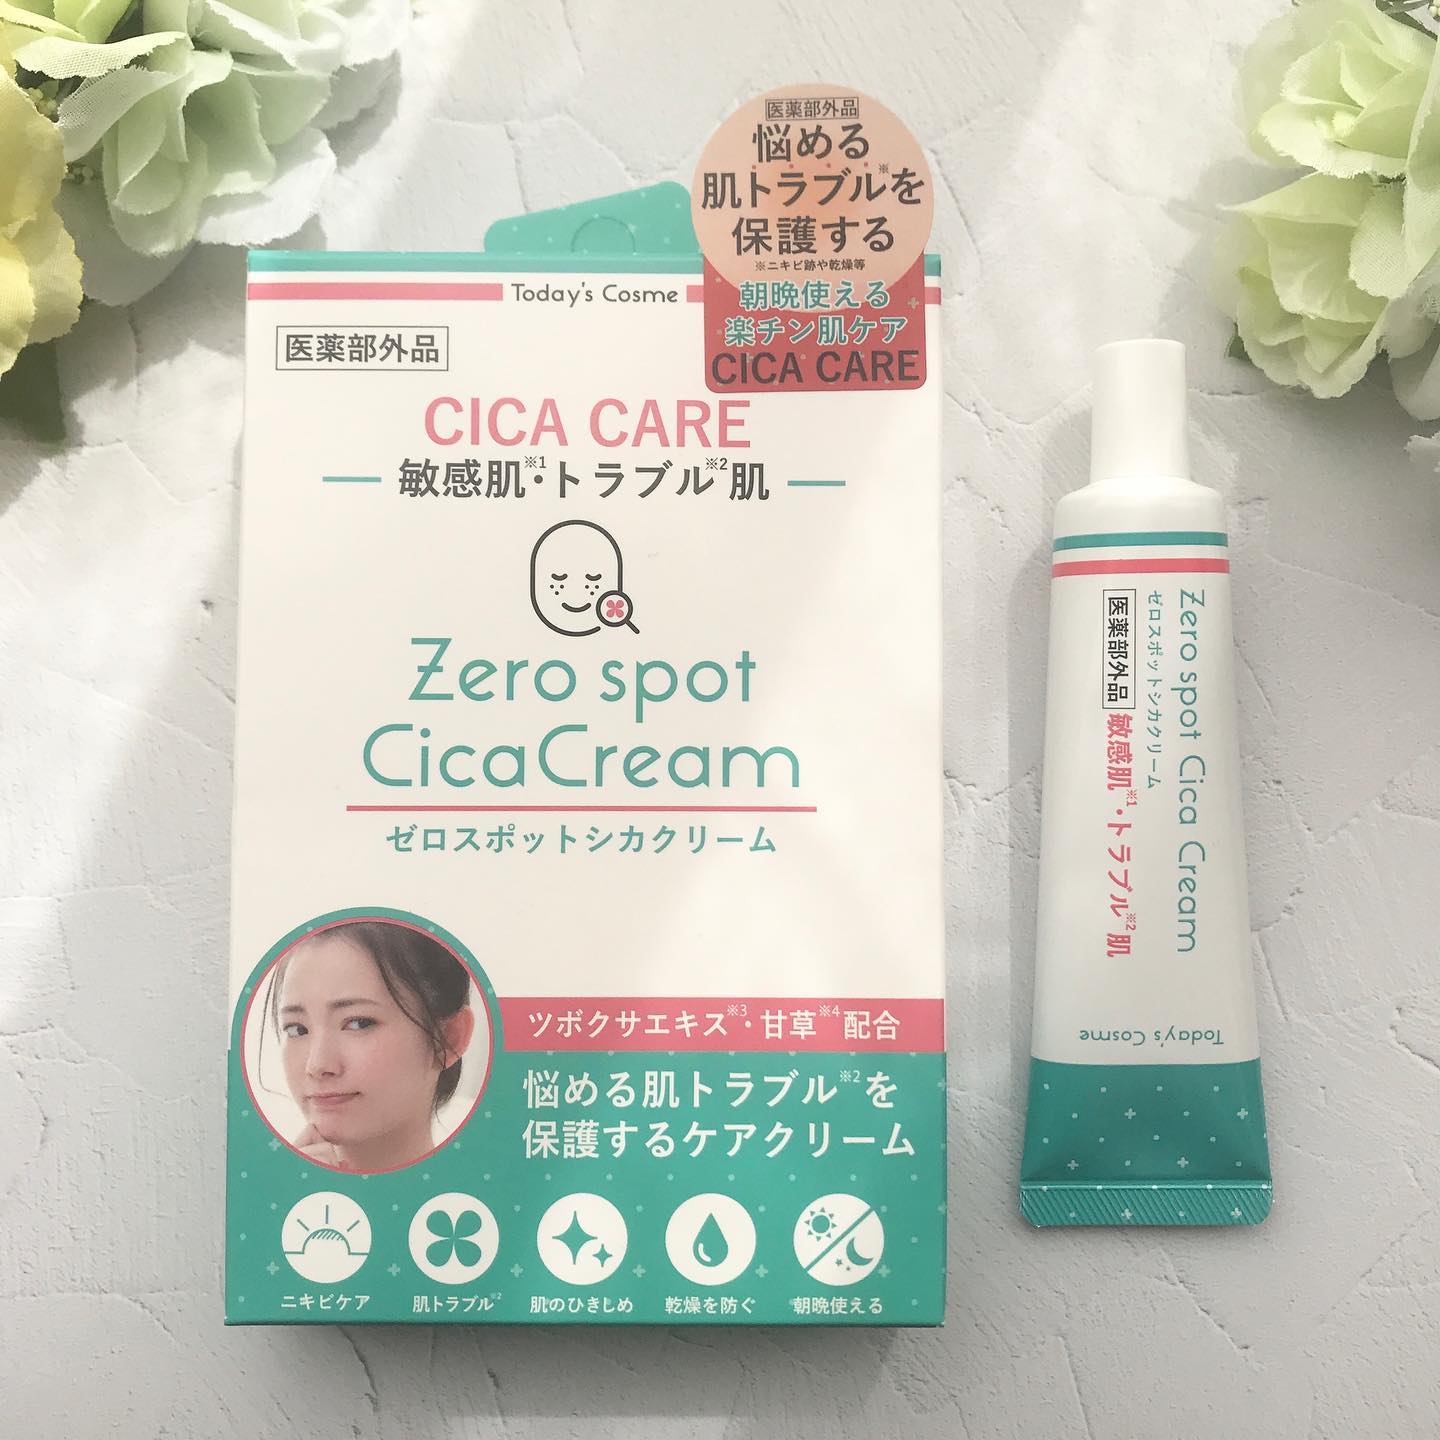 医薬部外品
悩める
肌トラブル※を
保護する
※ニキビ跡や乾燥等
朝晩使える
楽チン肌ケア
CICA CARE
Today's Cosme
医薬部外品
CICA CARE
敏感肌※1・トラブル※2肌
Zero spot
Cica Cream
ゼロスポットシカクリーム
ツボクサエキス※3・甘草※4配合
悩める肌トラブル※2を
保護するケアクリーム
ニキビケア
肌トラブル※2
肌のひきしめ
乾燥を防ぐ
朝晩使える
Zero spot Cica Cream
ゼロスポットシカクリーム
医薬部外品 敏感肌※1・トラブル※2肌
Today's Cosme